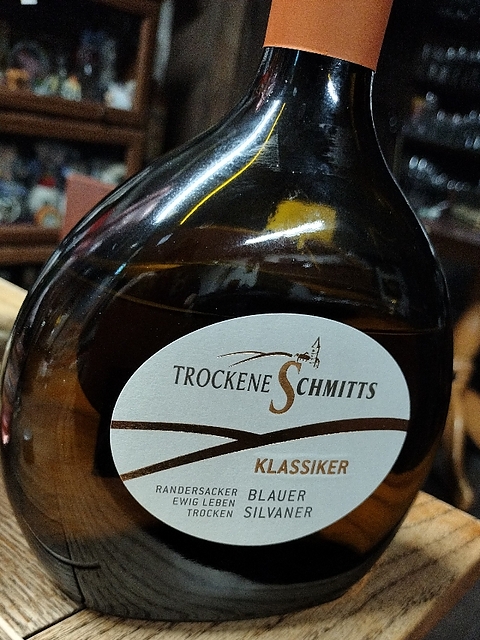 TROCKENE SCHMITTS
KLASSIKER
RANDERSACKER
EWIG LEBEN
TROCKEN
BLAUER
SILVANER